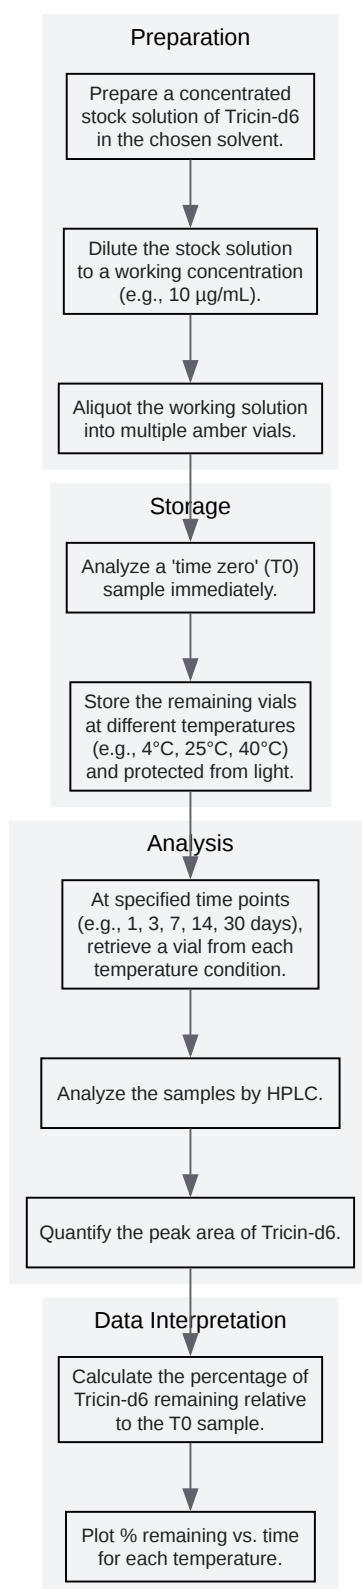 Preparation
Prepare a concentrated
stock solution of Tricin-d6
in the chosen solvent.
Dilute the stock solution
to a working concentration
(e.g., 10 µg/mL).
Aliquot the working solution
into multiple amber vials.
Storage
Analyze a 'time zero' (T0)
sample immediately.
Store the remaining vials
at different temperatures
(e.g., 4°C, 25°C, 40°C)
and protected from light.
Analysis
At specified time points
(e.g., 1, 3, 7, 14, 30 days),
retrieve a vial from each
temperature condition.
Analyze the samples by HPLC.
Quantify the peak area of Tricin-d6.
Data Interpretation
Calculate the percentage of
Tricin-d6 remaining relative
to the T0 sample.
Plot % remaining vs. time
for each temperature.